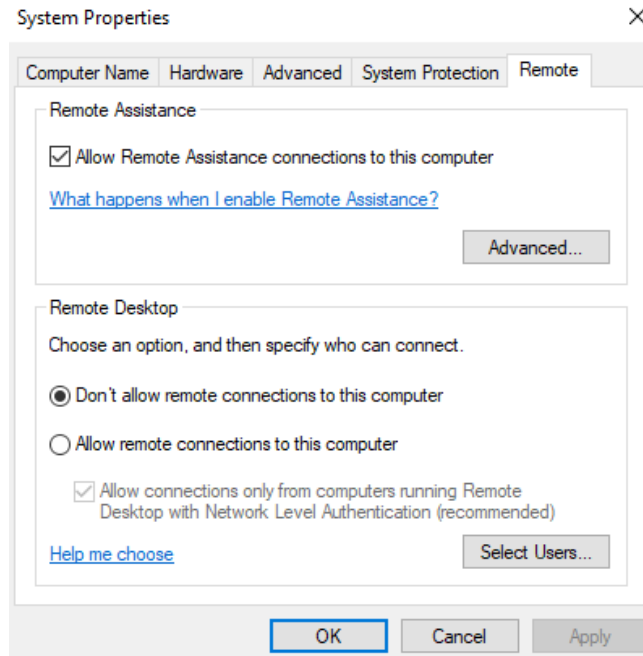 System Properties
Computer Name Hardware Advanced System Protection Remote
Remote Assistance
Allow Remote Assistance connections to this computer
What happens when I enable Remote Assistance?
Advanced...
Remote Desktop
Choose an option, and then specify who can connect.
Don't allow remote connections to this computer
Allow remote connections to this computer
Allow connections only from computers running Remote
Desktop with Network Level Authentication (recommended)
Help me choose
Select Users...
OK Cancel Apply